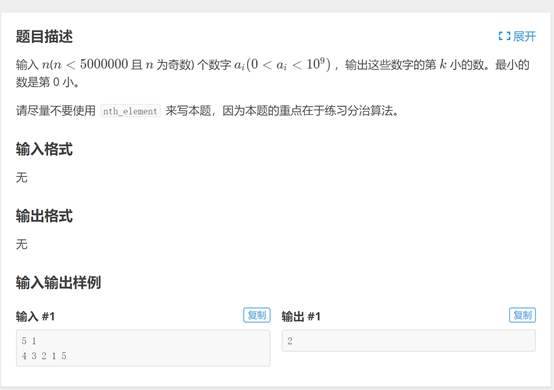 题目描述 展开
输入 n(n < 5000000 且 n 为奇数) 个数字 aᵢ(0 < aᵢ < 10⁹) ，输出这些数字的第 k 小的数。最小的
数是第 0 小。
请尽量不要使用 nth_element 来写本题，因为本题的重点在于练习分治算法。
输入格式
无
输出格式
无
输入输出样例
输入 #1 复制 输出 #1 复制
5 1 2
4 3 2 1 5